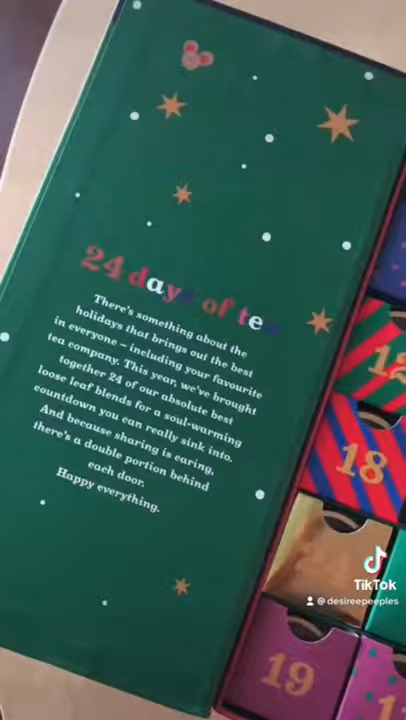 24 days of tea
There's something about the
holidays that brings out the best
in everyone – including your favourite
tea company. This year, we've brought
together 24 of our absolute best
loose leaf blends for a soul-warming
countdown you can really sink into.
And because sharing is caring,
there's a double portion behind
each door.
Happy everything.
12
18
19
TikTok
@desireepeeples